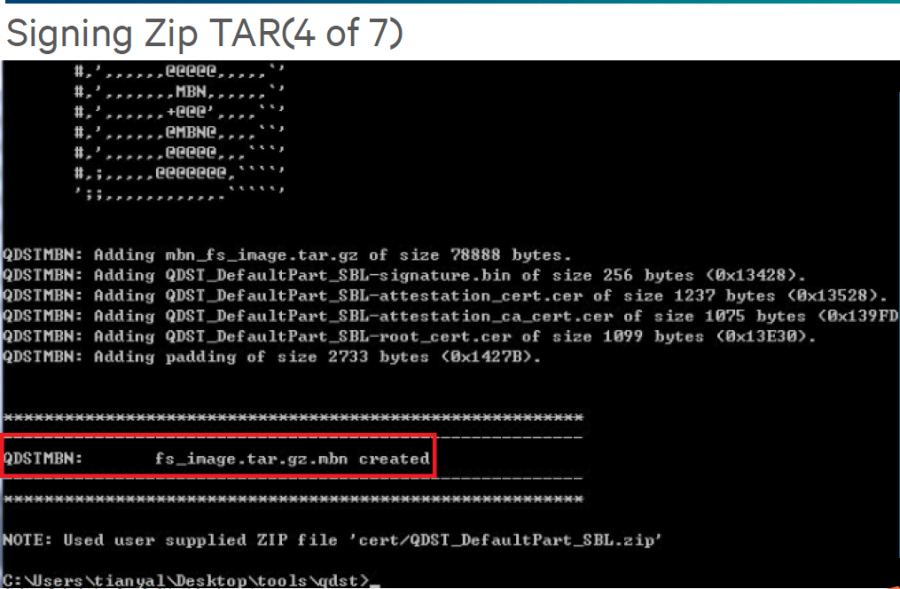 Signing Zip TAR(4 of 7)
#,',,,,,,@@@@@,,,,,`'
#,',,,,,,,MBN,,,,,,`'
#,',,,,,,+@@@',,,,``'
#,',,,,,,@MBN@,,,,``'
#,',,,,,,@@@@@,,,```'
#,;,,,,,@@@@@@@,````'
';;,,,,,,,,,,,,.`````'
QDSTMBN: Adding mbn_fs_image.tar.gz of size 78888 bytes.
QDSTMBN: Adding QDST_DefaultPart_SBL-signature.bin of size 256 bytes (0x13428).
QDSTMBN: Adding QDST_DefaultPart_SBL-attestation_cert.cer of size 1237 bytes (0x13528).
QDSTMBN: Adding QDST_DefaultPart_SBL-attestation_ca_cert.cer of size 1075 bytes (0x139FD
QDSTMBN: Adding QDST_DefaultPart_SBL-root_cert.cer of size 1099 bytes (0x13E30).
QDSTMBN: Adding padding of size 2733 bytes (0x1427B).
*********************************************************
---------------------------------------------------------
QDSTMBN: fs_image.tar.gz.mbn created
---------------------------------------------------------
*********************************************************
NOTE: Used user supplied ZIP file 'cert/QDST_DefaultPart_SBL.zip'
C:\Users\tianyal\Desktop\tools\qdst>_